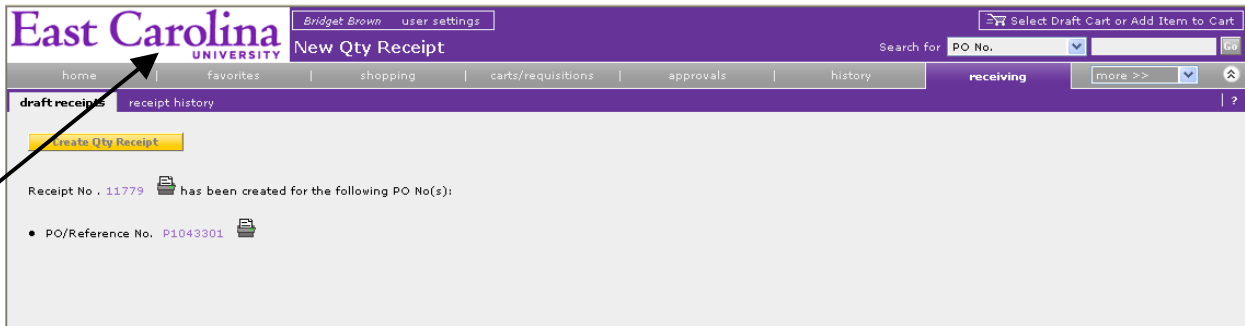 East Carolina
UNIVERSITY
Bridget Brown user settings
Select Draft Cart or Add Item to Cart
New Qty Receipt
Search for PO No. Go
home | favorites | shopping | carts/requisitions | approvals | history receiving more >>
draft receipts receipt history | ?
Create Qty Receipt
Receipt No . 11779 has been created for the following PO No(s):
• PO/Reference No. P1043301